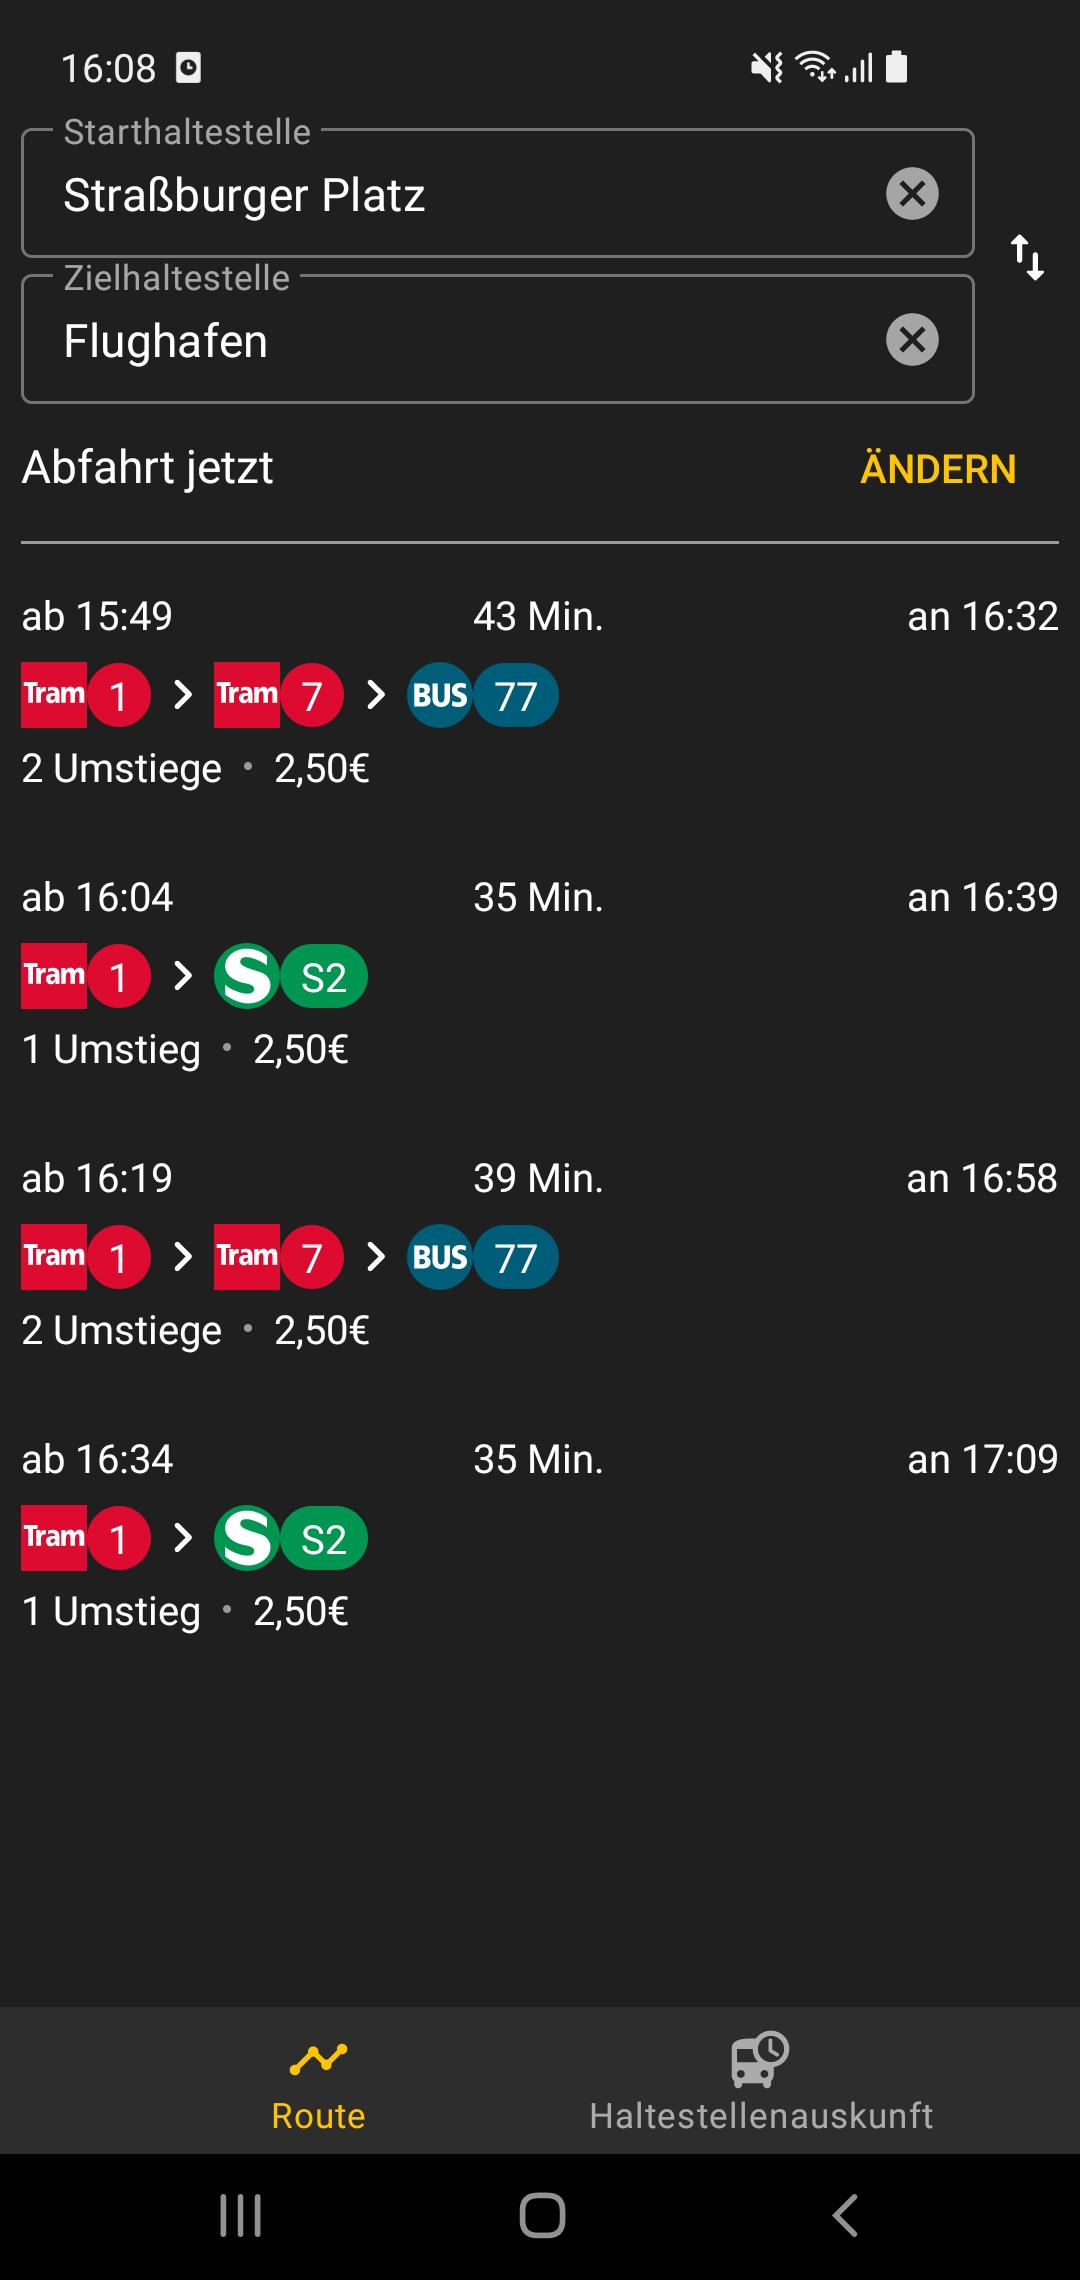 16:08
Starthaltestelle
Straßburger Platz
Zielhaltestelle
Flughafen
Abfahrt jetzt ÄNDERN
ab 15:49 43 Min. an 16:32
Tram 1 Tram 7 BUS 77
2 Umstiege • 2,50€
ab 16:04 35 Min. an 16:39
Tram 1 S S2
1 Umstieg • 2,50€
ab 16:19 39 Min. an 16:58
Tram 1 Tram 7 BUS 77
2 Umstiege • 2,50€
ab 16:34 35 Min. an 17:09
Tram 1 S S2
1 Umstieg • 2,50€
Route Haltestellenauskunft